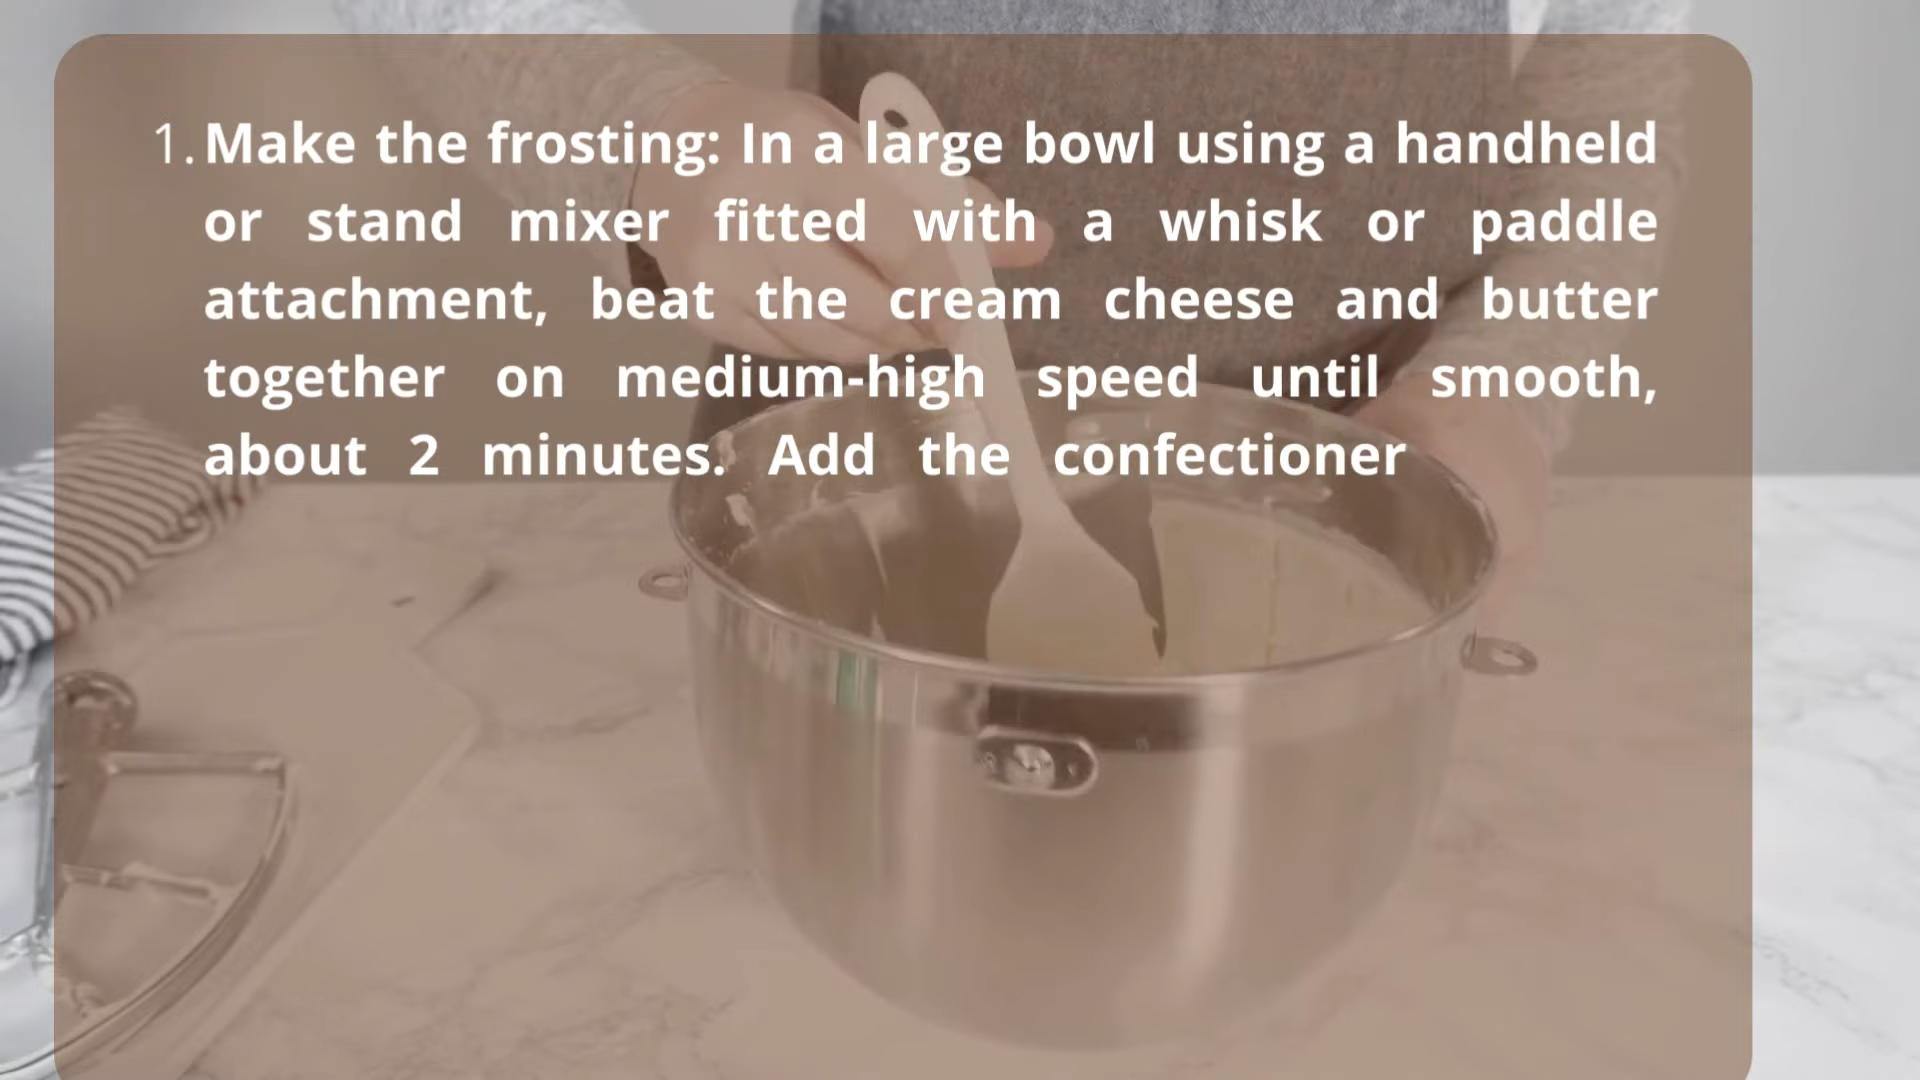 1. Make the frosting: In a large bowl using a handheld
or stand mixer fitted with a whisk or paddle
attachment, beat the cream cheese and butter
together on medium-high speed until smooth,
about 2 minutes. Add the confectioner